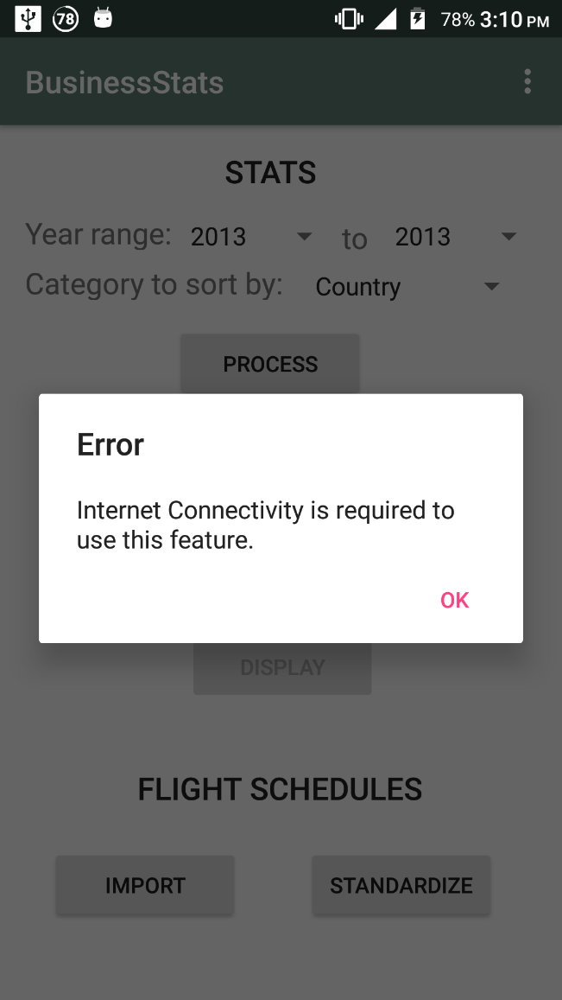 78 78% 3:10 PM
BusinessStats
STATS
Year range: 2013 to 2013
Category to sort by: Country
PROCESS
Error
Internet Connectivity is required to
use this feature.
OK
DISPLAY
FLIGHT SCHEDULES
IMPORT STANDARDIZE